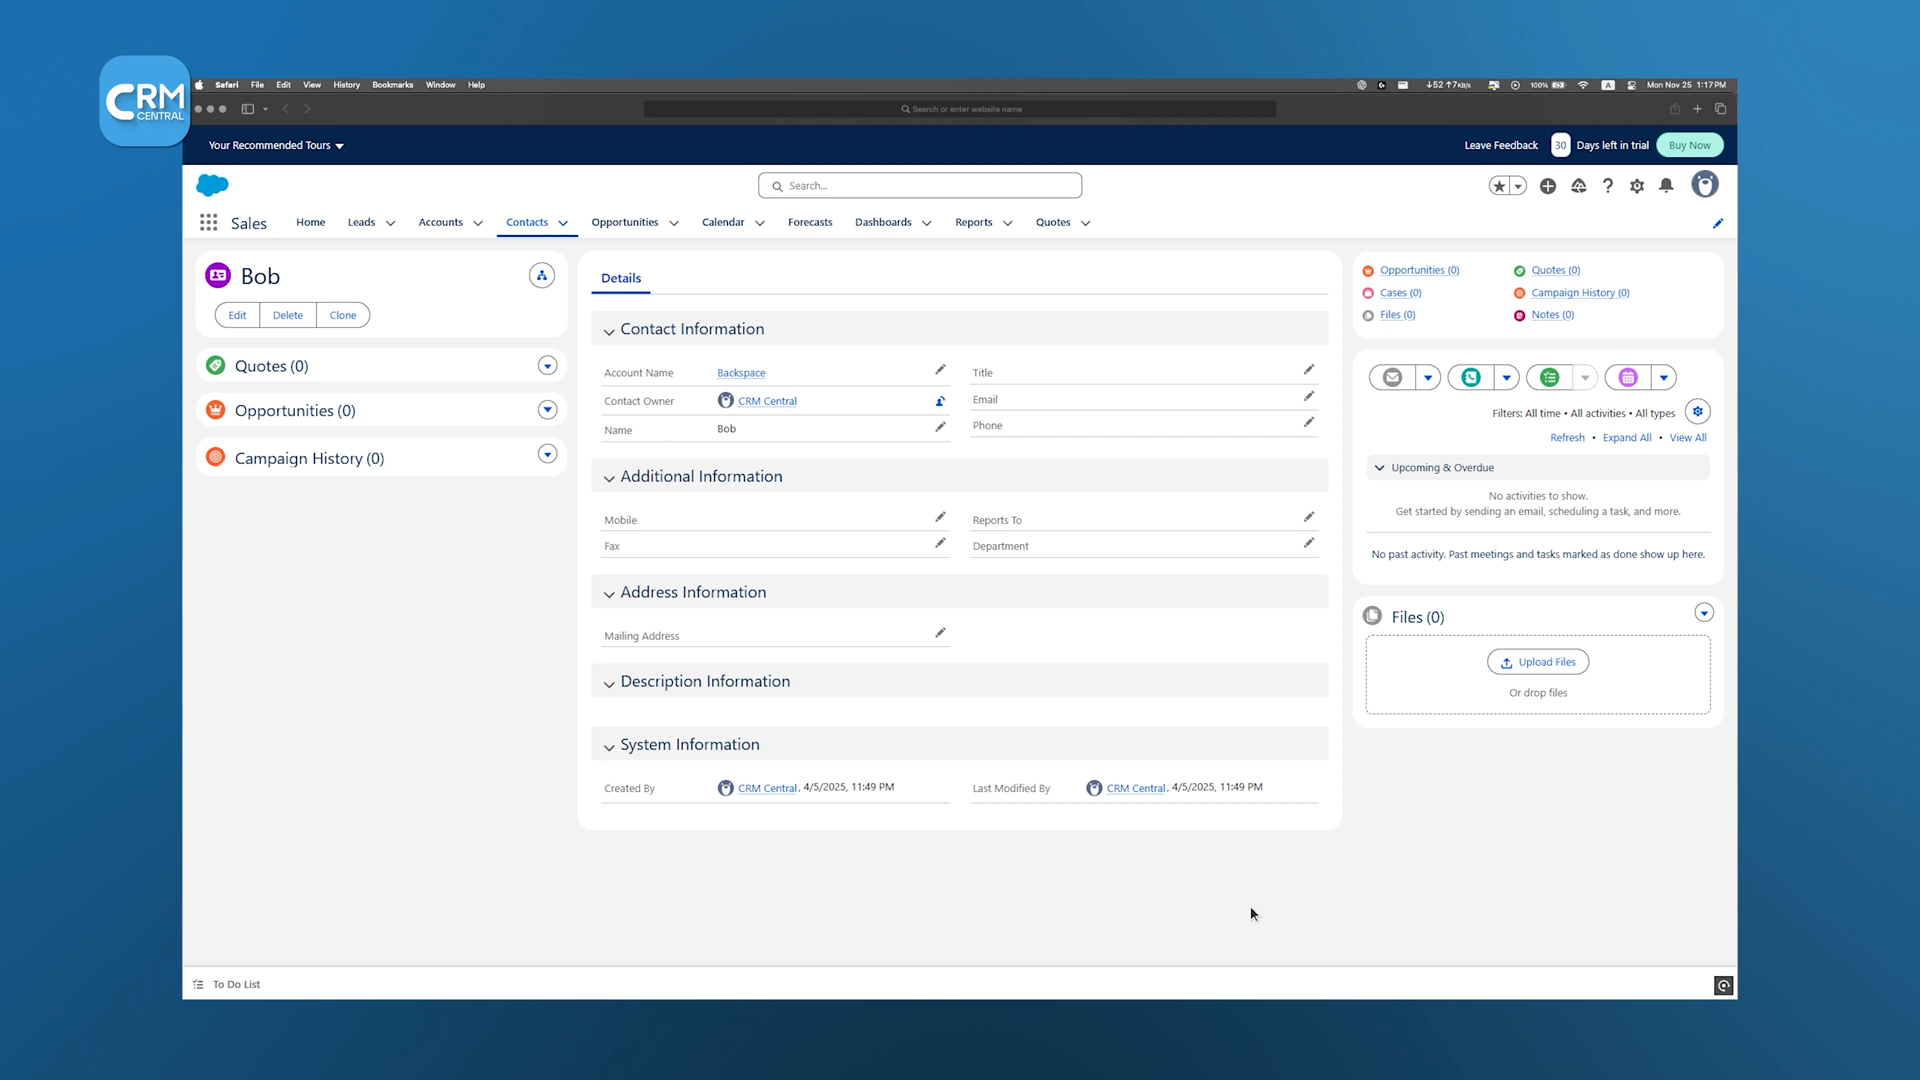 CRM
CENTRAL
Safari File Edit View History Bookmarks Window Help
↓52 ↑7KB/s 100% A Mon Nov 25 1:17PM
Search or enter website name
Your Recommended Tours
Leave Feedback 30 Days left in trial Buy Now
Search...
Sales Home Leads Accounts Contacts Opportunities Calendar Forecasts Dashboards Reports Quotes
Bob
Edit Delete Clone
Quotes (0)
Opportunities (0)
Campaign History (0)
Details
Contact Information
Account Name Backspace Title
Contact Owner CRM Central Email
Name Bob Phone
Additional Information
Mobile Reports To
Fax Department
Address Information
Mailing Address
Description Information
System Information
Created By CRM Central, 4/5/2025, 11:49 PM Last Modified By CRM Central, 4/5/2025, 11:49 PM
Opportunities (0) Quotes (0)
Cases (0) Campaign History (0)
Files (0) Notes (0)
Filters: All time • All activities • All types
Refresh • Expand All • View All
Upcoming & Overdue
No activities to show.
Get started by sending an email, scheduling a task, and more.
No past activity. Past meetings and tasks marked as done show up here.
Files (0)
Upload Files
Or drop files
To Do List